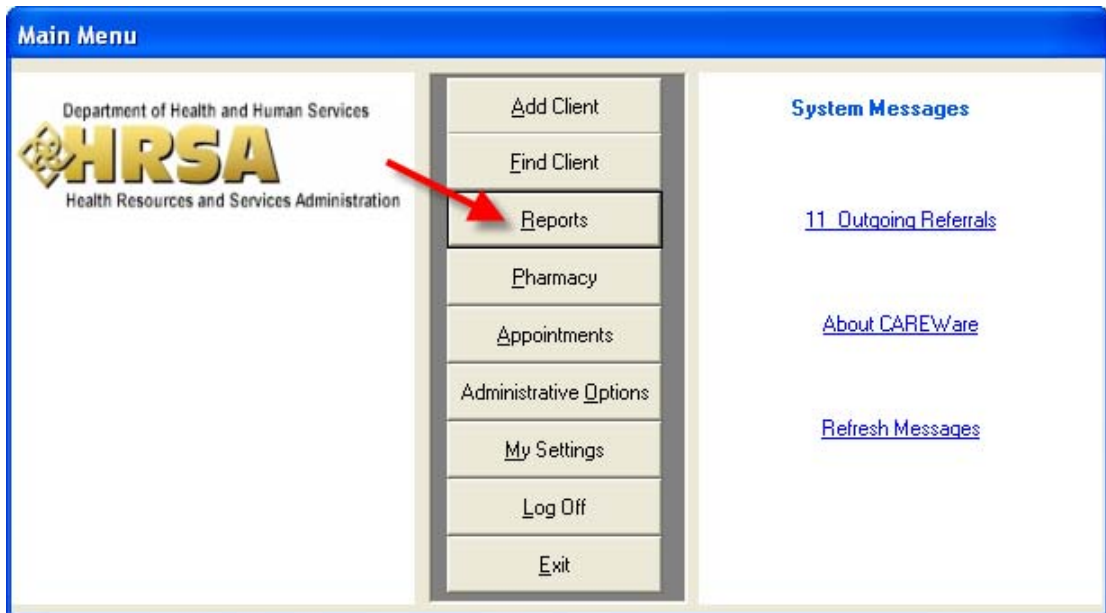 Main Menu
Department of Health and Human Services
HRSA
Health Resources and Services Administration
Add Client
Find Client
Reports
Pharmacy
Appointments
Administrative Options
My Settings
Log Off
Exit
System Messages
11 Outgoing Referrals
About CAREWare
Refresh Messages